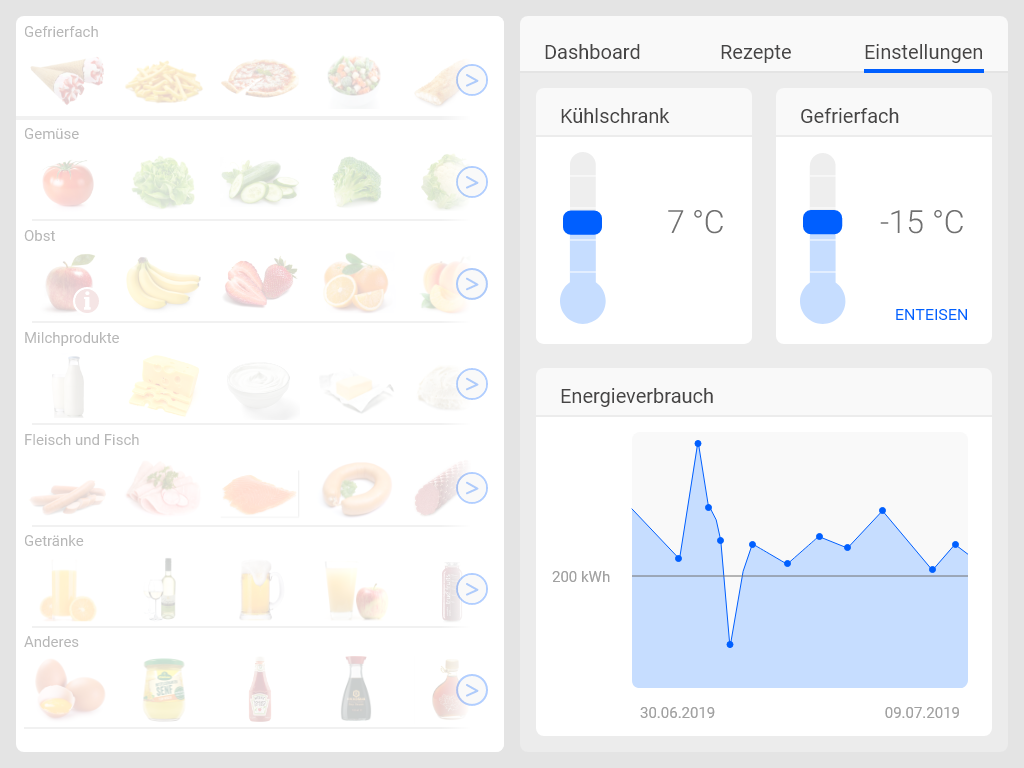 Gefrierfach
Gemüse
Obst
Milchprodukte
Fleisch und Fisch
Getränke
Anderes
Dashboard
Rezepte
Einstellungen
Kühlschrank
7 °C
Gefrierfach
-15 °C
ENTEISEN
Energieverbrauch
200 kWh
30.06.2019
09.07.2019